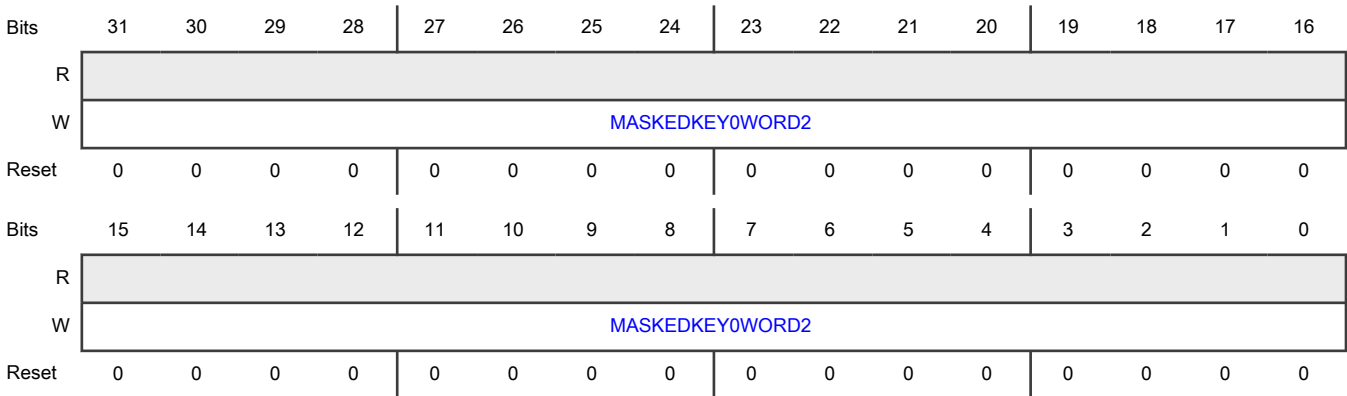 Bits 31 30 29 28 27 26 25 24 23 22 21 20 19 18 17 16
R
W MASKEDKEY0WORD2
Reset 0 0 0 0 0 0 0 0 0 0 0 0 0 0 0 0
Bits 15 14 13 12 11 10 9 8 7 6 5 4 3 2 1 0
R
W MASKEDKEY0WORD2
Reset 0 0 0 0 0 0 0 0 0 0 0 0 0 0 0 0